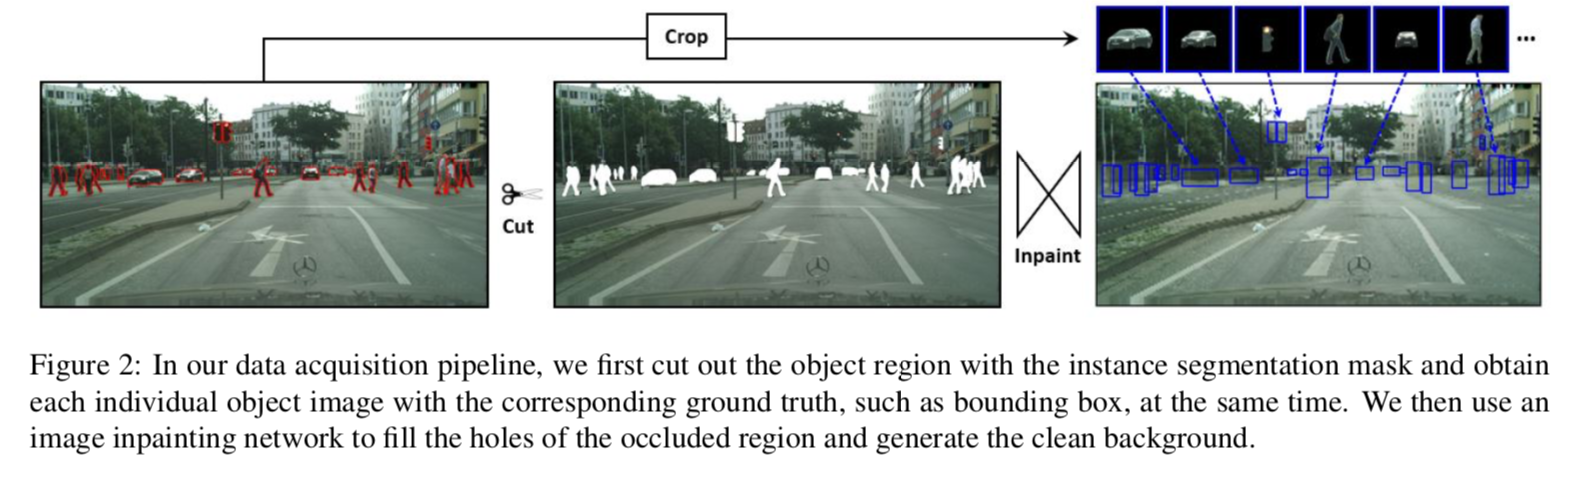 Crop
...
Cut
Inpaint
Figure 2: In our data acquisition pipeline, we first cut out the object region with the instance segmentation mask and obtain
each individual object image with the corresponding ground truth, such as bounding box, at the same time. We then use an
image inpainting network to fill the holes of the occluded region and generate the clean background.